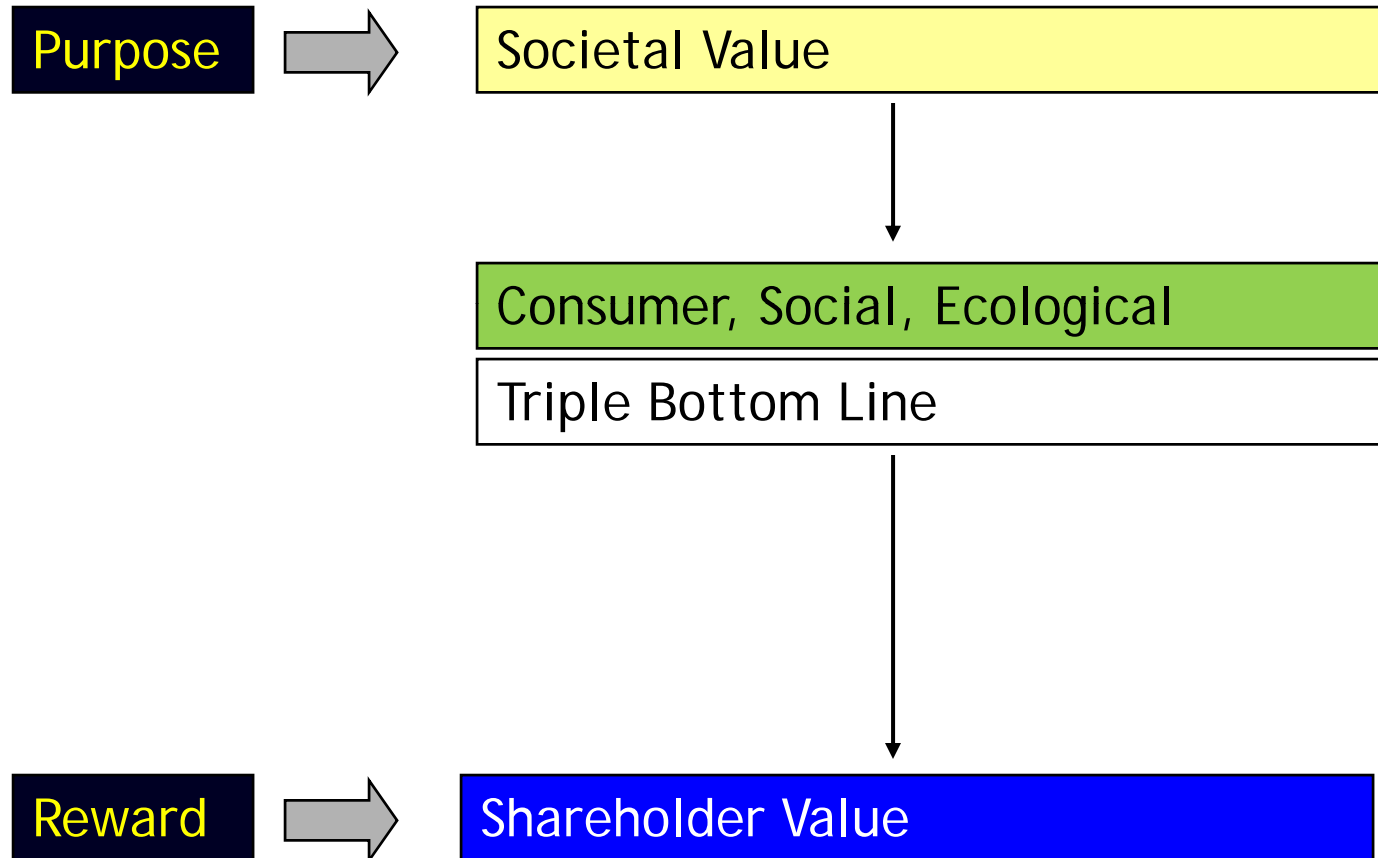 Purpose
Societal Value
Consumer, Social, Ecological
Triple Bottom Line
Reward
Shareholder Value